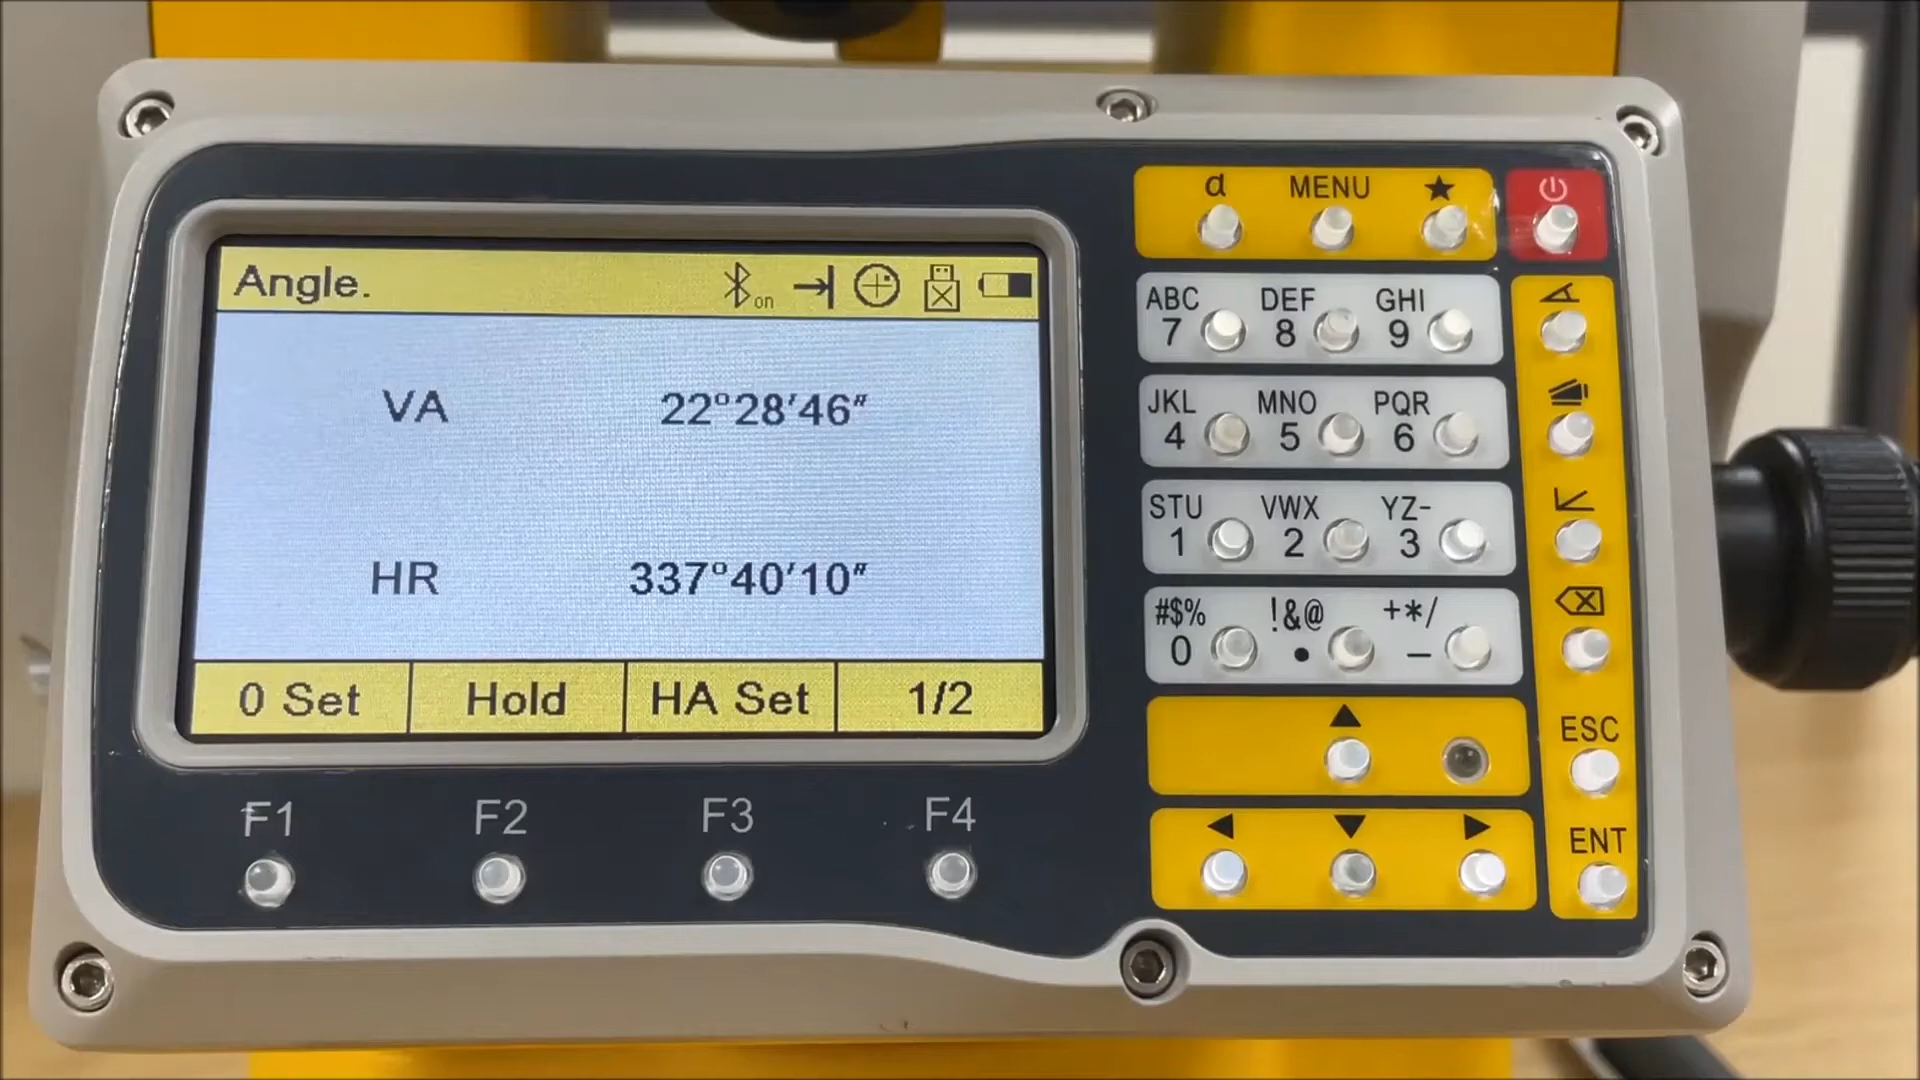 Angle.
on
VA 22°28'46"
HR 337°40'10"
0 Set Hold HA Set 1/2
F1 F2 F3 F4
α MENU ★
ABC DEF GHI
7 8 9
JKL MNO PQR
4 5 6
STU VWX YZ-
1 2 3
#$% !&@ +*/
0 • –
ESC
ENT